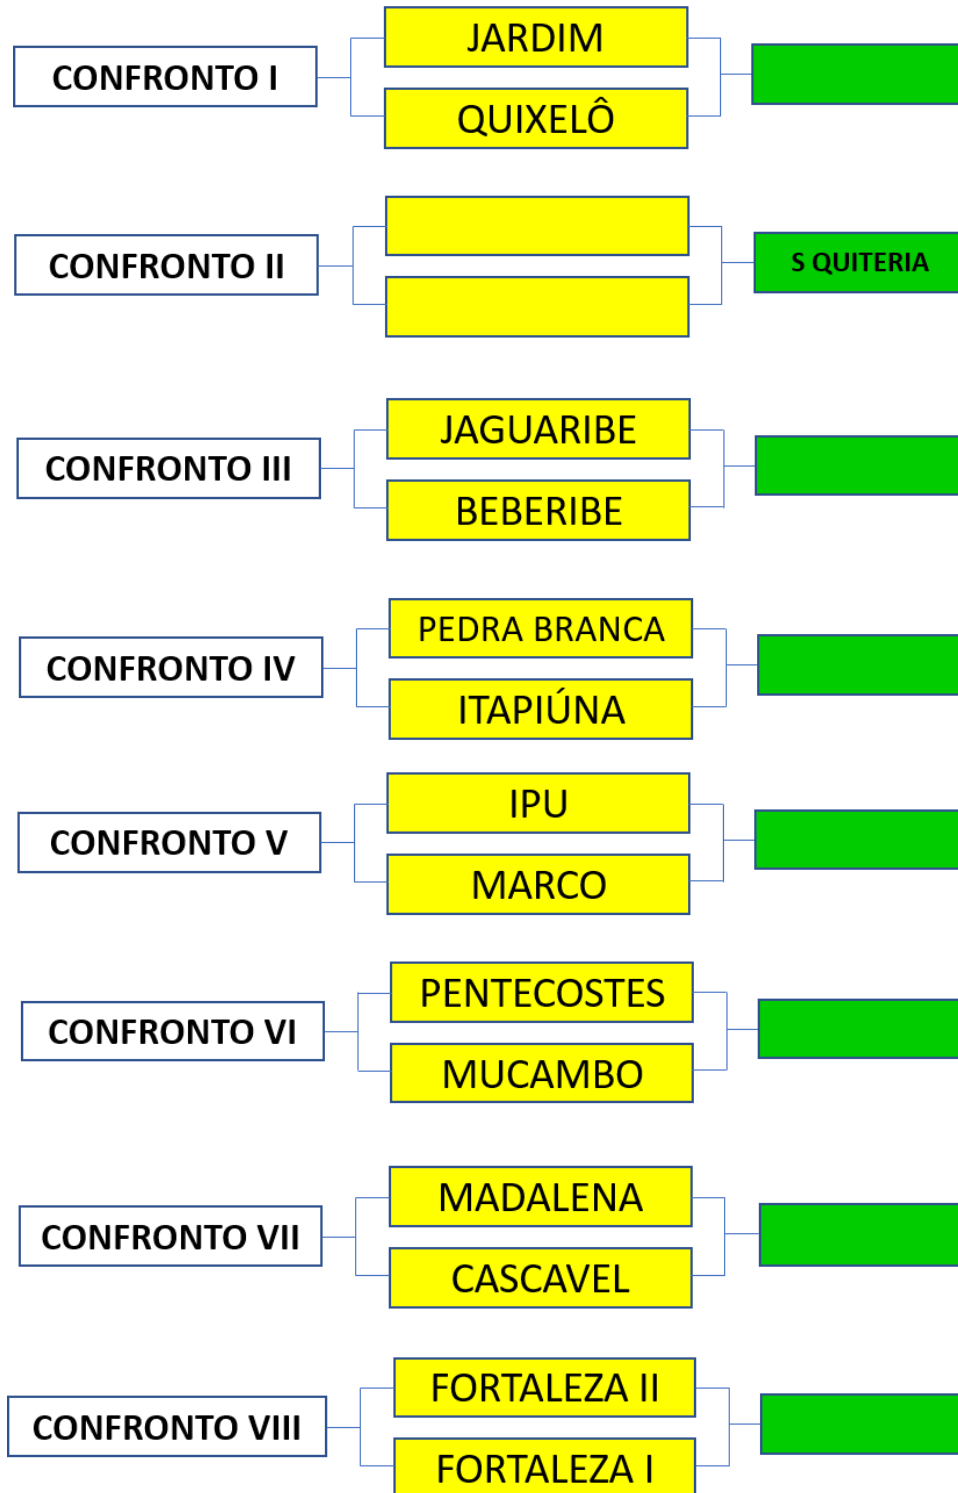 JARDIM
CONFRONTO I
QUIXELÔ
CONFRONTO II
S QUITERIA
JAGUARIBE
CONFRONTO III
BEBERIBE
PEDRA BRANCA
CONFRONTO IV
ITAPIÚNA
IPU
CONFRONTO V
MARCO
PENTECOSTES
CONFRONTO VI
MUCAMBO
MADALENA
CONFRONTO VII
CASCAVEL
FORTALEZA II
CONFRONTO VIII
FORTALEZA I